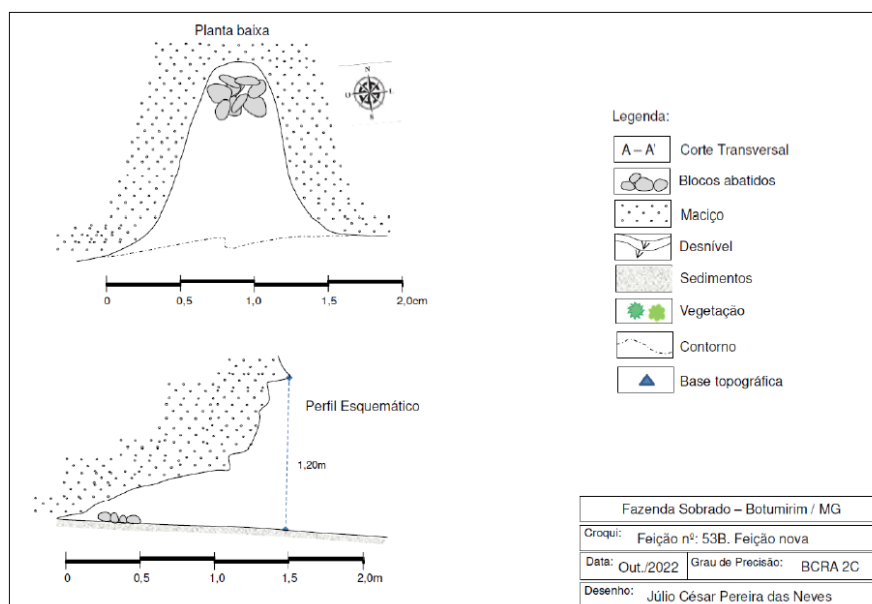 Planta baixa
N
O L
S
0 0,5 1,0 1,5 2,0cm
Perfil Esquemático
1,20m
0 0,5 1,0 1,5 2,0m
Legenda:
A – A' Corte Transversal
Blocos abatidos
Maciço
Desnível
Sedimentos
Vegetação
Contorno
Base topográfica
Fazenda Sobrado – Botumirim / MG
Croqui: Feição nº: 53B. Feição nova
Data: Out./2022 Grau de Precisão: BCRA 2C
Desenho: Júlio César Pereira das Neves